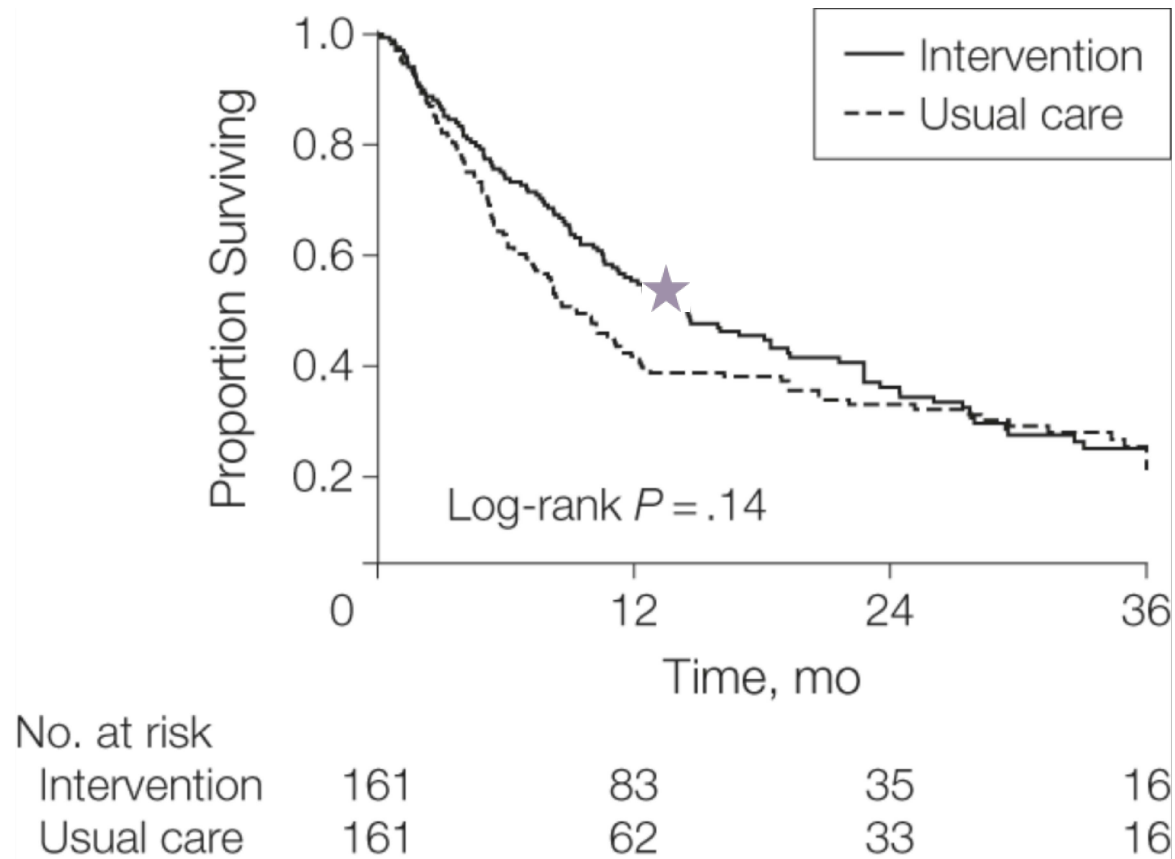 1.0
0.8
0.6
0.4
0.2
Proportion Surviving
Intervention
Usual care
Log-rank P = .14
0 12 24 36
Time, mo
No. at risk
Intervention 161 83 35 16
Usual care 161 62 33 16